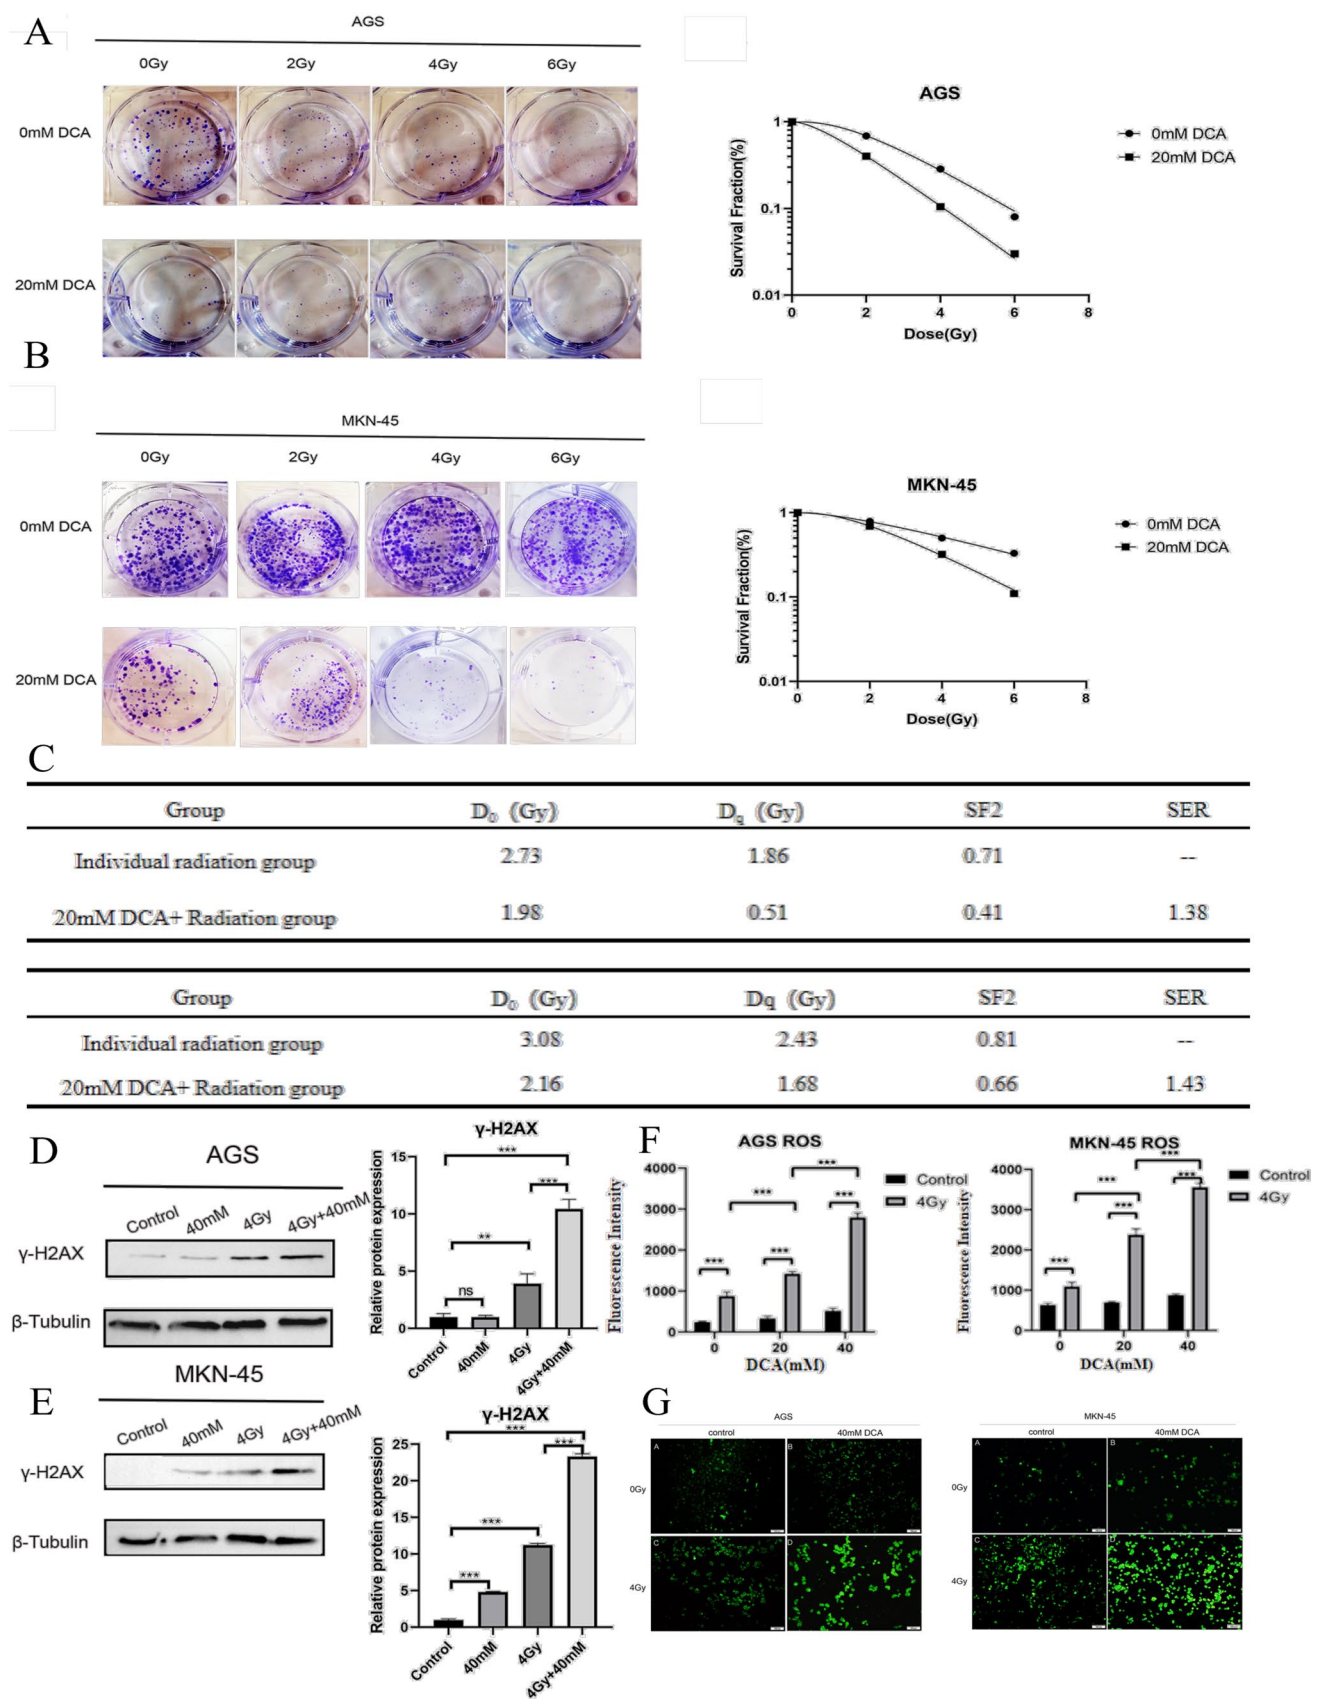 A
AGS
0Gy 2Gy 4Gy 6Gy
0mM DCA
20mM DCA
AGS
Survival Fraction(%)
1
0.1
0.01
0 2 4 6 8
Dose(Gy)
0mM DCA
20mM DCA
B
MKN-45
0Gy 2Gy 4Gy 6Gy
0mM DCA
20mM DCA
MKN-45
Survival Fraction(%)
1
0.1
0.01
0 2 4 6 8
Dose(Gy)
0mM DCA
20mM DCA
C
Group D₀ (Gy) Dq (Gy) SF2 SER
Individual radiation group 2.73 1.86 0.71 --
20mM DCA+ Radiation group 1.98 0.51 0.41 1.38
Group D₀ (Gy) Dq (Gy) SF2 SER
Individual radiation group 3.08 2.43 0.81 --
20mM DCA+ Radiation group 2.16 1.68 0.66 1.43
D
AGS
Control 40mM 4Gy 4Gy+40mM
γ-H2AX
β-Tubulin
γ-H2AX
Relative protein expression
15
10
5
0
***
***
**
ns
Control 40mM 4Gy 4Gy+40mM
E
MKN-45
Control 40mM 4Gy 4Gy+40mM
γ-H2AX
β-Tubulin
γ-H2AX
Relative protein expression
25
20
15
10
5
0
***
***
***
***
Control 40mM 4Gy 4Gy+40mM
F
AGS ROS
Fluorescence Intensity
4000
3000
2000
1000
0
***
*** ***
*** ***
0 20 40
DCA(mM)
Control
4Gy
MKN-45 ROS
Fluorescence Intensity
4000
3000
2000
1000
0
***
*** ***
***
***
0 20 40
DCA(mM)
Control
4Gy
G
AGS
control 40mM DCA
0Gy
4Gy
A B
C D
MKN-45
control 40mM DCA
0Gy
4Gy
A B
C D